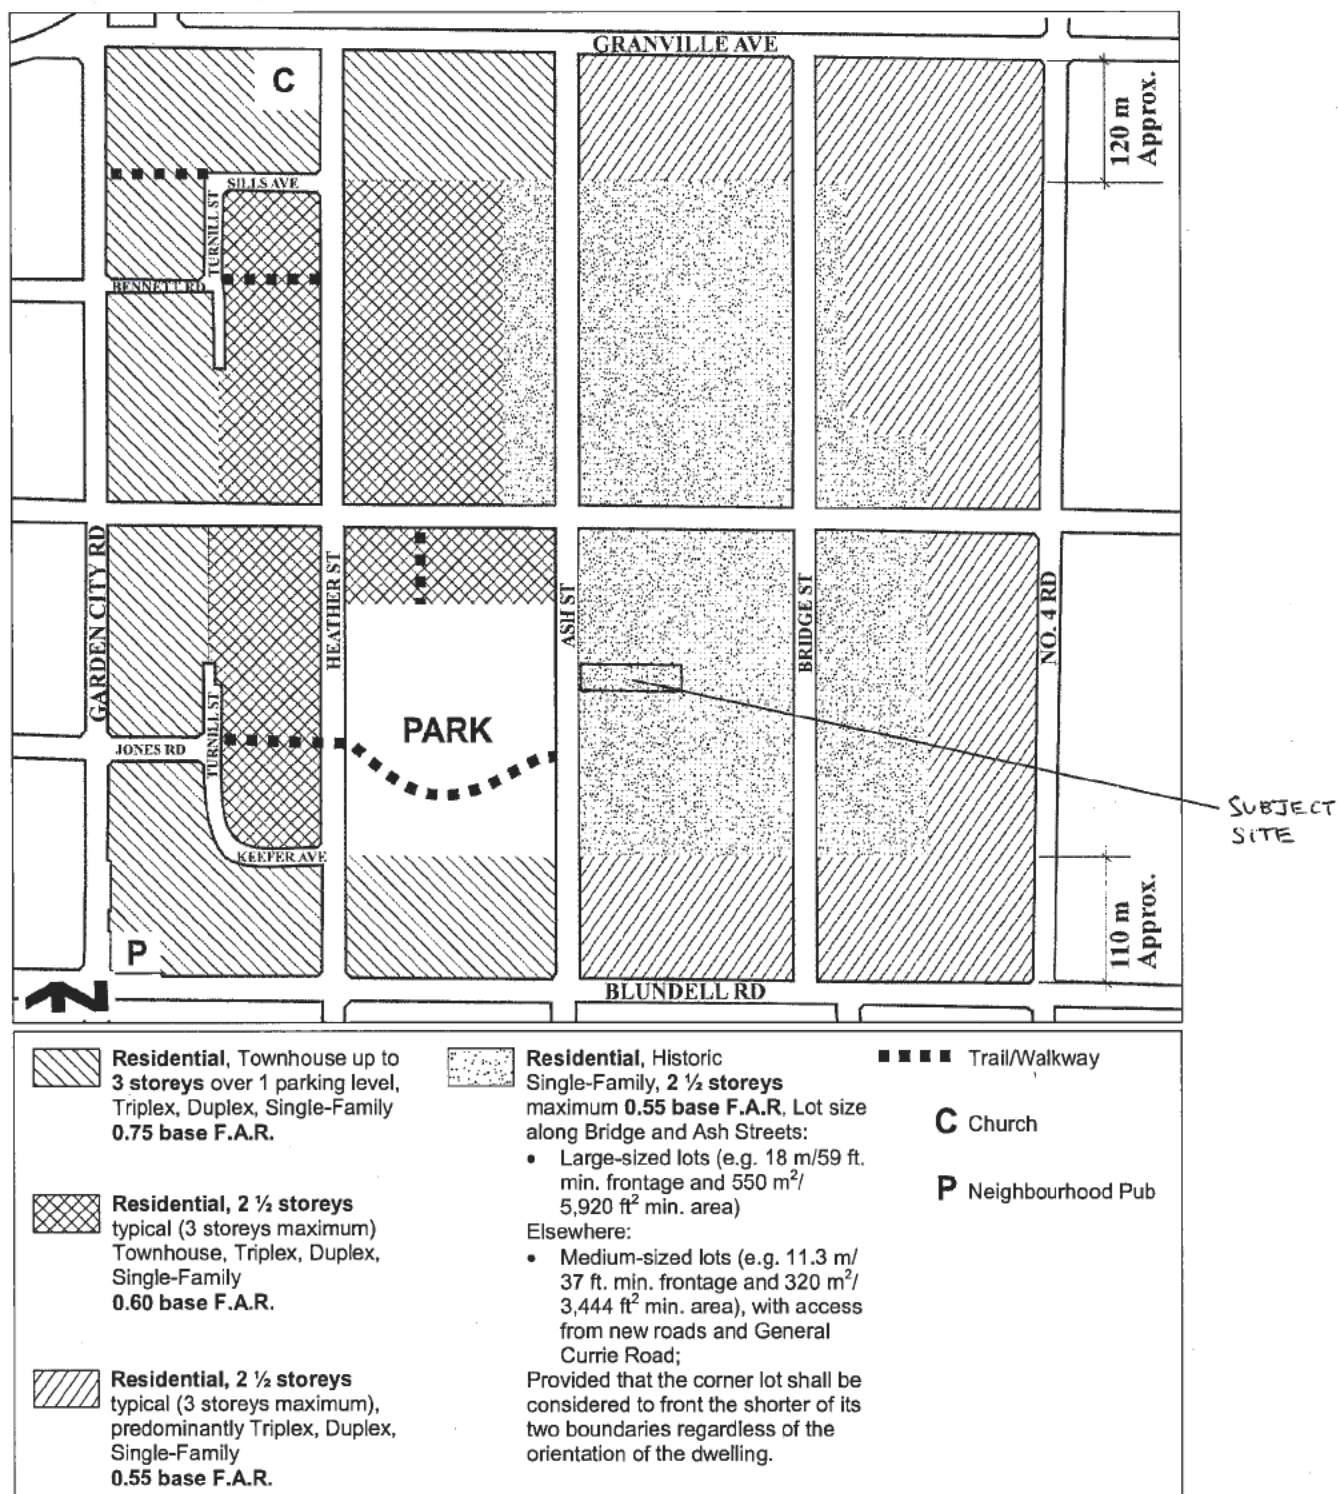 GRANVILLE AVE
C
120 m
Approx.
SILLS AVE
TURNILL ST
BENNETT RD
GARDEN CITY RD
HEATHER ST
ASH ST
BRIDGE ST
NO. 4 RD
PARK
JONES RD
TURNILL ST
SUBJECT
SITE
KEEFER AVE
110 m
Approx.
P
BLUNDELL RD
N
Residential, Townhouse up to
3 storeys over 1 parking level,
Triplex, Duplex, Single-Family
0.75 base F.A.R.
Residential, 2 ½ storeys
typical (3 storeys maximum)
Townhouse, Triplex, Duplex,
Single-Family
0.60 base F.A.R.
Residential, 2 ½ storeys
typical (3 storeys maximum),
predominantly Triplex, Duplex,
Single-Family
0.55 base F.A.R.
Residential, Historic
Single-Family, 2 ½ storeys
maximum 0.55 base F.A.R, Lot size
along Bridge and Ash Streets:
• Large-sized lots (e.g. 18 m/59 ft.
min. frontage and 550 m²/
5,920 ft² min. area)
Elsewhere:
• Medium-sized lots (e.g. 11.3 m/
37 ft. min. frontage and 320 m²/
3,444 ft² min. area), with access
from new roads and General
Currie Road;
Provided that the corner lot shall be
considered to front the shorter of its
two boundaries regardless of the
orientation of the dwelling.
Trail/Walkway
C Church
P Neighbourhood Pub